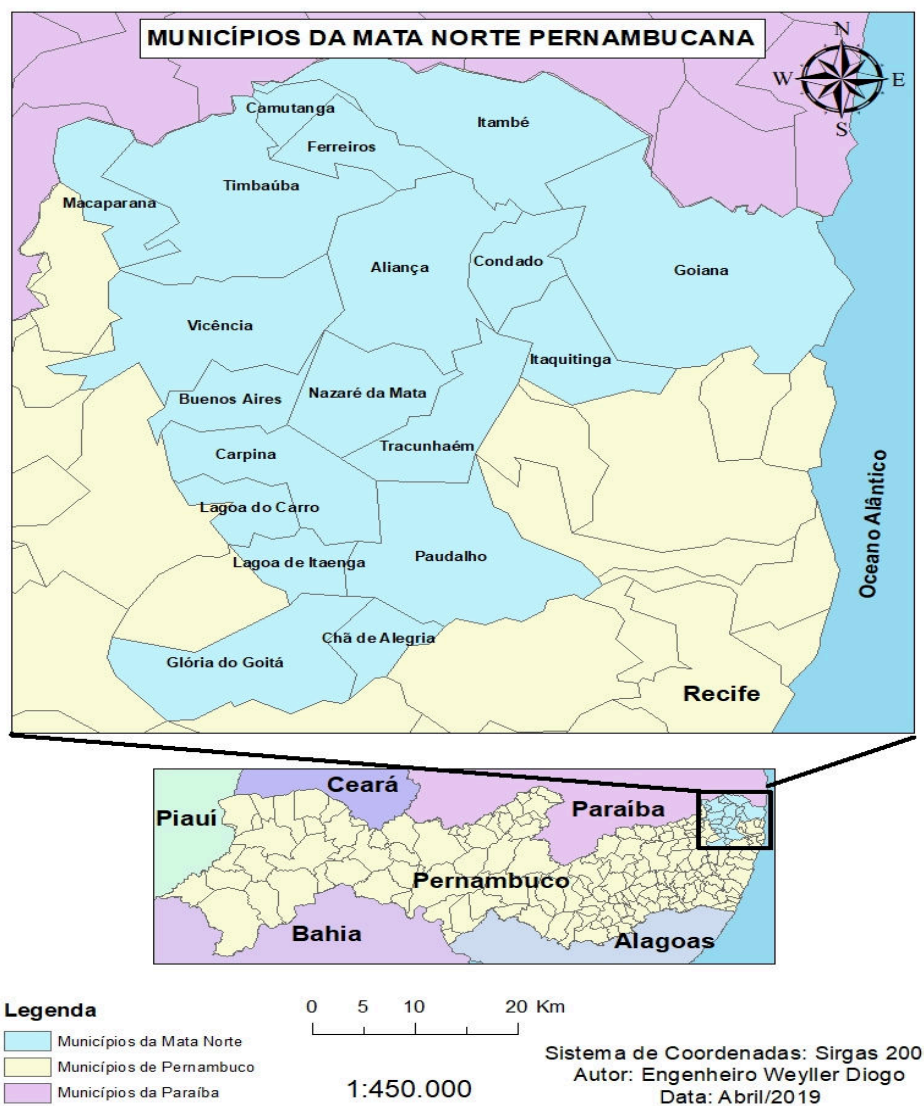 MUNICÍPIOS DA MATA NORTE PERNAMBUCANA
N
W E
S
Camutanga
Itambé
Ferreiros
Timbaúba
Macaparana
Aliança
Condado
Goiana
Vicência
Itaquitinga
Buenos Aires
Nazaré da Mata
Tracunhaém
Carpina
Lagoa do Carro
Lagoa de Itaenga
Paudalho
Chã de Alegria
Glória do Goitá
Recife
Oceano Alântico
Ceará
Piauí
Paraíba
Pernambuco
Bahia
Alagoas
Legenda
Municípios da Mata Norte
Municípios de Pernambuco
Municípios da Paraíba
0 5 10 20 Km
1:450.000
Sistema de Coordenadas: Sirgas 200
Autor: Engenheiro Weyller Diogo
Data: Abril/2019